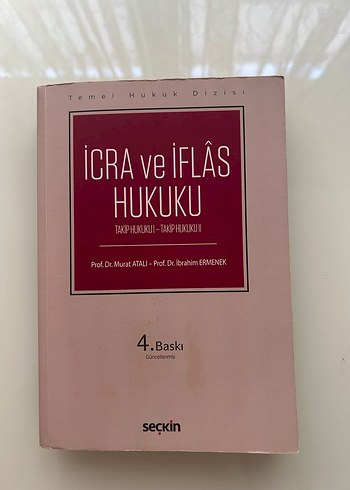 Temel Hukuk Dizisi
İCRA ve İFLÂS
HUKUKU
TAKİP HUKUKU I – TAKİP HUKUKU II
Prof. Dr. Murat ATALI – Prof. Dr. İbrahim ERMENEK
4. Baskı
Güncellenmiş
seçkin